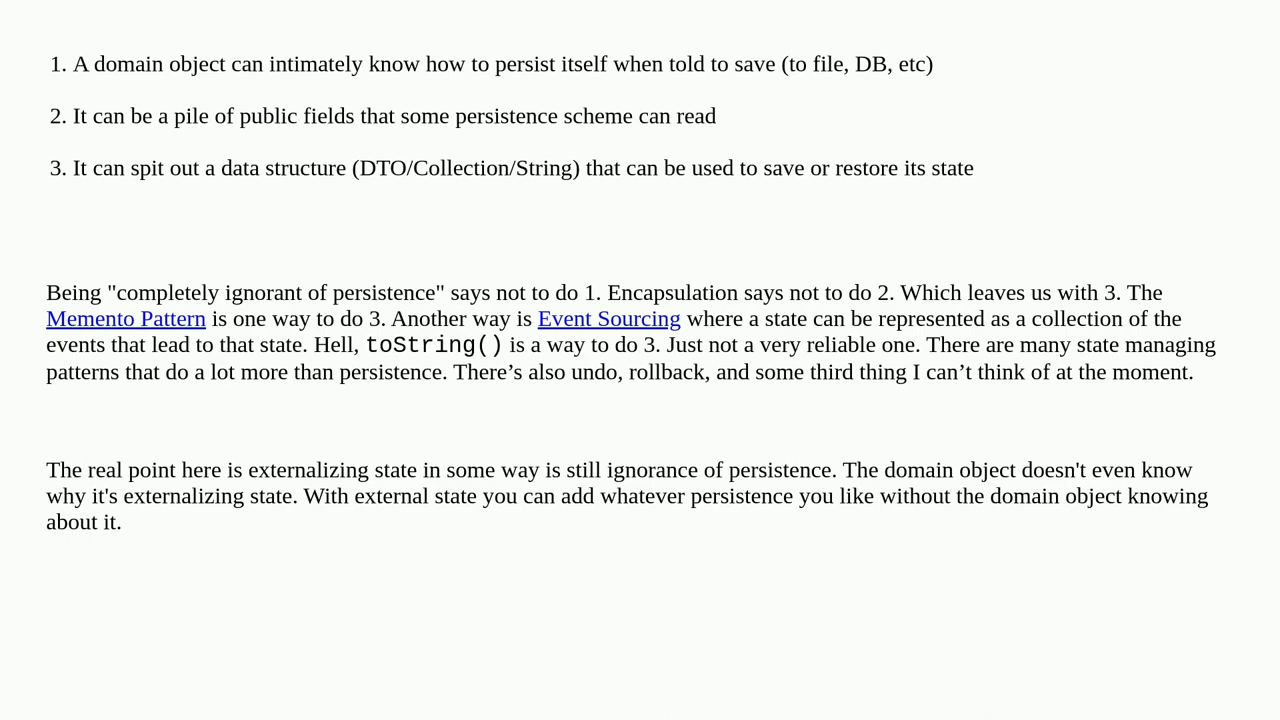 1. A domain object can intimately know how to persist itself when told to save (to file, DB, etc)
2. It can be a pile of public fields that some persistence scheme can read
3. It can spit out a data structure (DTO/Collection/String) that can be used to save or restore its state
Being "completely ignorant of persistence" says not to do 1. Encapsulation says not to do 2. Which leaves us with 3. The
Memento Pattern is one way to do 3. Another way is Event Sourcing where a state can be represented as a collection of the
events that lead to that state. Hell, toString() is a way to do 3. Just not a very reliable one. There are many state managing
patterns that do a lot more than persistence. There’s also undo, rollback, and some third thing I can’t think of at the moment.
The real point here is externalizing state in some way is still ignorance of persistence. The domain object doesn't even know
why it's externalizing state. With external state you can add whatever persistence you like without the domain object knowing
about it.